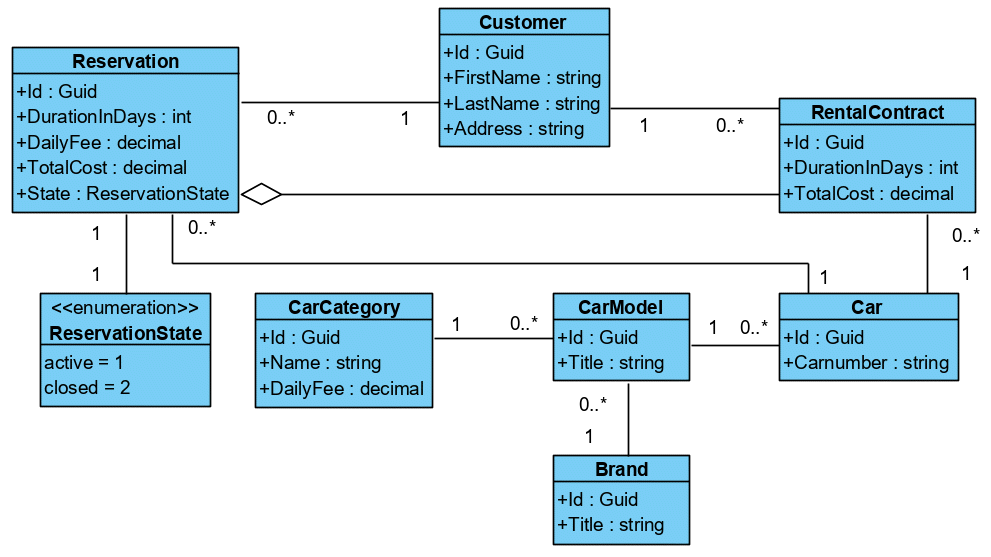 Customer
+Id : Guid
+FirstName : string
+LastName : string
+Address : string
Reservation
+Id : Guid
+DurationInDays : int
+DailyFee : decimal
+TotalCost : decimal
+State : ReservationState
0..*
1
1
0..*
RentalContract
+Id : Guid
+DurationInDays : int
+TotalCost : decimal
1
0..*
1
0..*
1
1
<<enumeration>>
ReservationState
active = 1
closed = 2
CarCategory
+Id : Guid
+Name : string
+DailyFee : decimal
1
0..*
CarModel
+Id : Guid
+Title : string
1
0..*
Car
+Id : Guid
+Carnumber : string
0..*
1
Brand
+Id : Guid
+Title : string